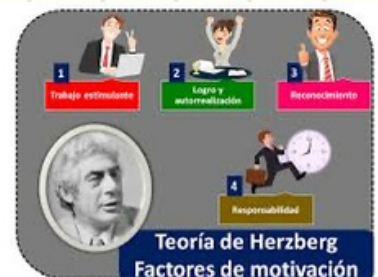 1
Trabajo estimulante
2
Logro y
autorrealización
3
Reconocimiento
4
Responsabilidad
Teoría de Herzberg
Factores de motivación